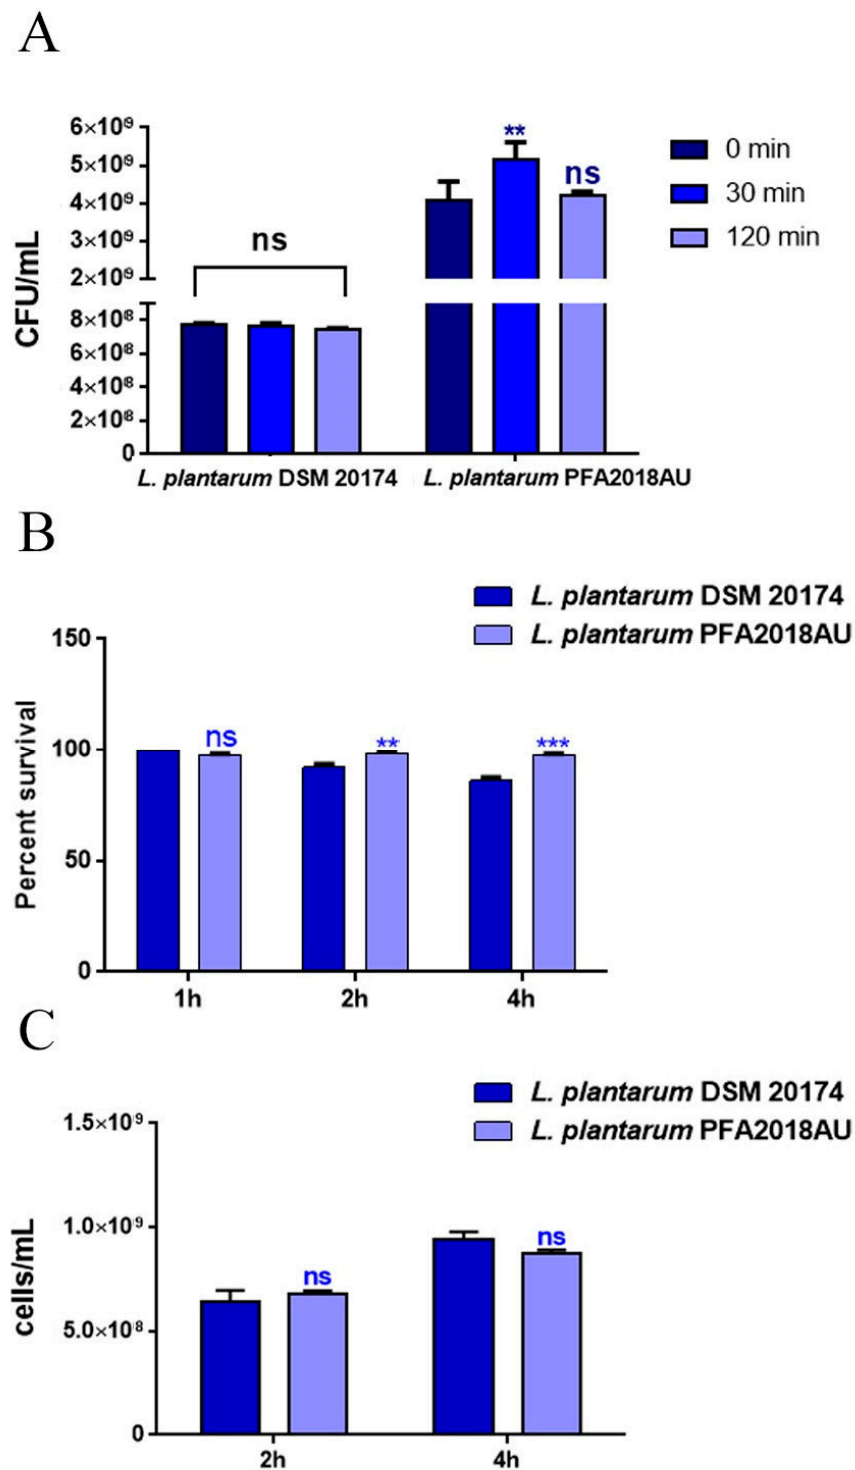 A
6×10⁹
5×10⁹
4×10⁹
3×10⁹
2×10⁹
8×10⁸
6×10⁸
4×10⁸
2×10⁸
0
CFU/mL
ns
**
ns
0 min
30 min
120 min
L. plantarum DSM 20174
L. plantarum PFA2018AU
B
L. plantarum DSM 20174
L. plantarum PFA2018AU
150
100
50
0
Percent survival
ns
**
***
1h
2h
4h
C
L. plantarum DSM 20174
L. plantarum PFA2018AU
1.5×10⁹
1.0×10⁹
5.0×10⁸
0
cells/mL
ns
ns
2h
4h